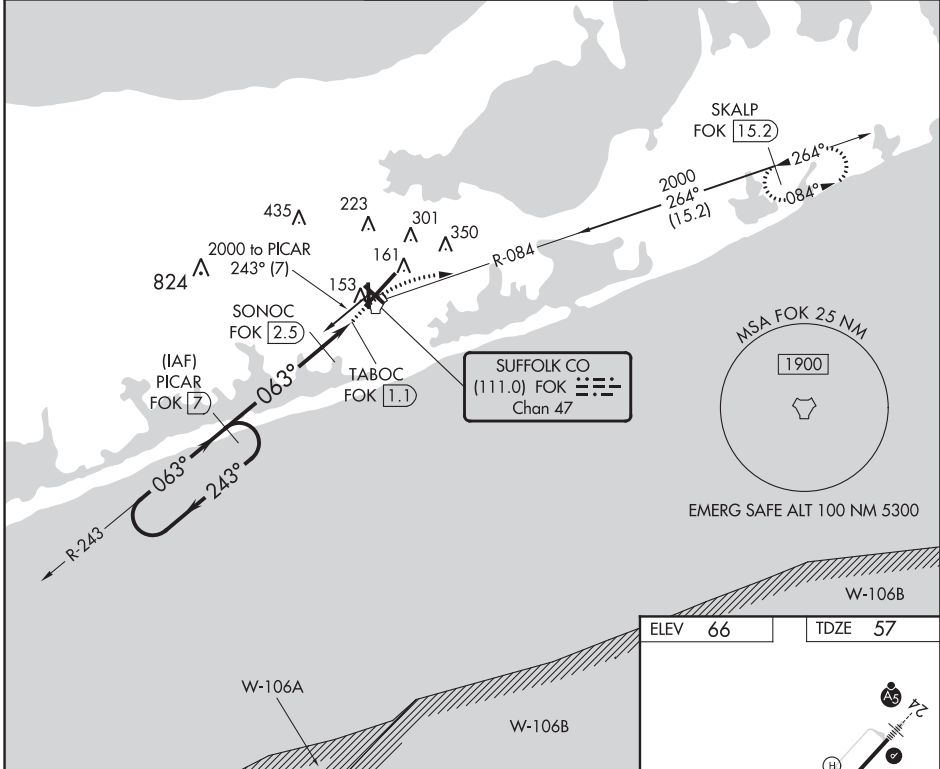 SKALP
FOK 15.2
264°
084°
2000
264°
(15.2)
R-084
435
223
301
350
161
153
824
2000 to PICAR
243° (7)
SONOC
FOK 2.5
(IAF)
PICAR
FOK 7
063°
TABOC
FOK 1.1
063°
243°
R-243
SUFFOLK CO
(111.0) FOK
Chan 47
MSA FOK 25 NM
1900
EMERG SAFE ALT 100 NM 5300
W-106B
W-106A
W-106B
ELEV 66
TDZE 57
A5
24
H